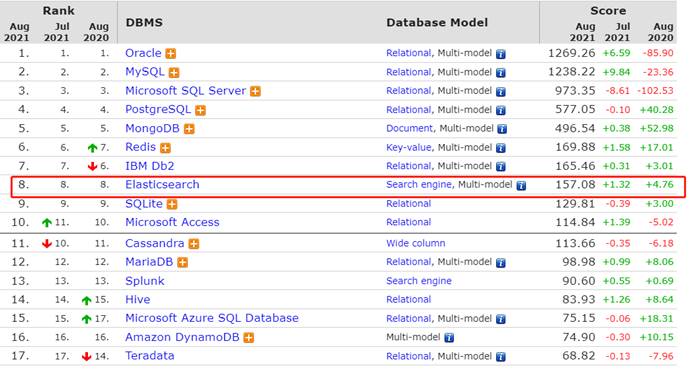 Rank Score
Aug 2021 Jul 2021 Aug 2020 DBMS Database Model Aug 2021 Jul 2021 Aug 2020
1. 1. 1. Oracle Relational, Multi-model 1269.26 +6.59 -85.90
2. 2. 2. MySQL Relational, Multi-model 1238.22 +9.84 -23.36
3. 3. 3. Microsoft SQL Server Relational, Multi-model 973.35 -8.61 -102.53
4. 4. 4. PostgreSQL Relational, Multi-model 577.05 -0.10 +40.28
5. 5. 5. MongoDB Document, Multi-model 496.54 +0.38 +52.98
6. 6. 7. Redis Key-value, Multi-model 169.88 +1.58 +17.01
7. 7. 6. IBM Db2 Relational, Multi-model 165.46 +0.31 +3.01
8. 8. 8. Elasticsearch Search engine, Multi-model 157.08 +1.32 +4.76
9. 9. 9. SQLite Relational 129.81 -0.39 +3.00
10. 11. 10. Microsoft Access Relational 114.84 +1.39 -5.02
11. 10. 11. Cassandra Wide column 113.66 -0.35 -6.18
12. 12. 12. MariaDB Relational, Multi-model 98.98 +0.99 +8.06
13. 13. 13. Splunk Search engine 90.60 +0.55 +0.69
14. 14. 15. Hive Relational 83.93 +1.26 +8.64
15. 15. 17. Microsoft Azure SQL Database Relational, Multi-model 75.15 -0.06 +18.31
16. 16. 16. Amazon DynamoDB Multi-model 74.90 -0.30 +10.15
17. 17. 14. Teradata Relational, Multi-model 68.82 -0.13 -7.96